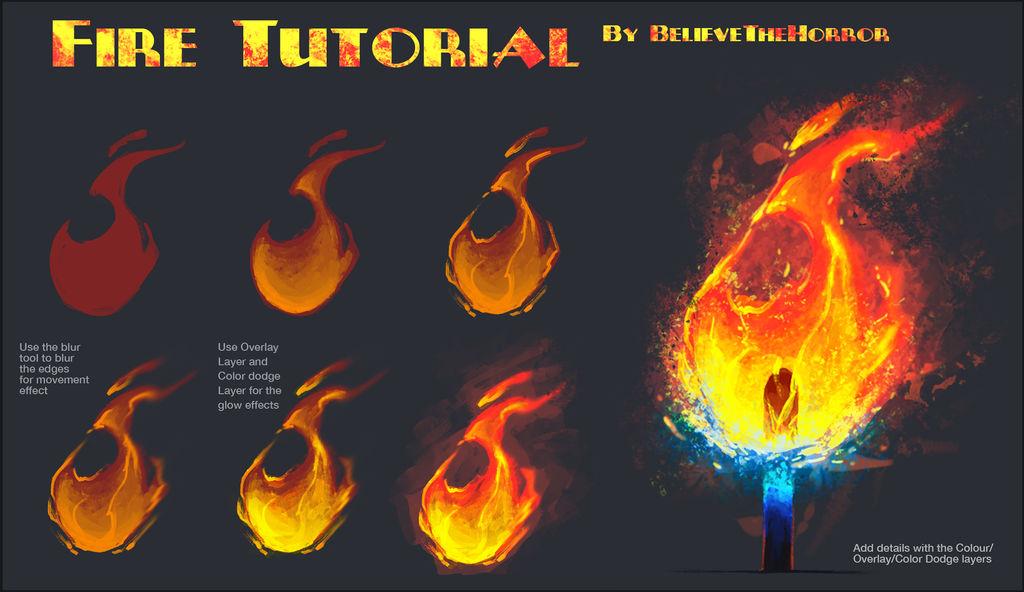 Fire Tutorial By BelieveTheHorror
Use the blur
tool to blur
the edges
for movement
effect
Use Overlay
Layer and
Color dodge
Layer for the
glow effects
Add details with the Colour/
Overlay/Color Dodge layers